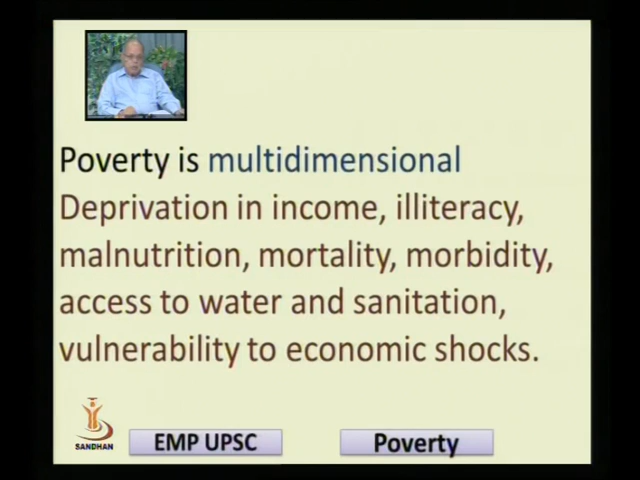 Poverty is multidimensional
Deprivation in income, illiteracy,
malnutrition, mortality, morbidity,
access to water and sanitation,
vulnerability to economic shocks.
SANDHAN
EMP UPSC
Poverty